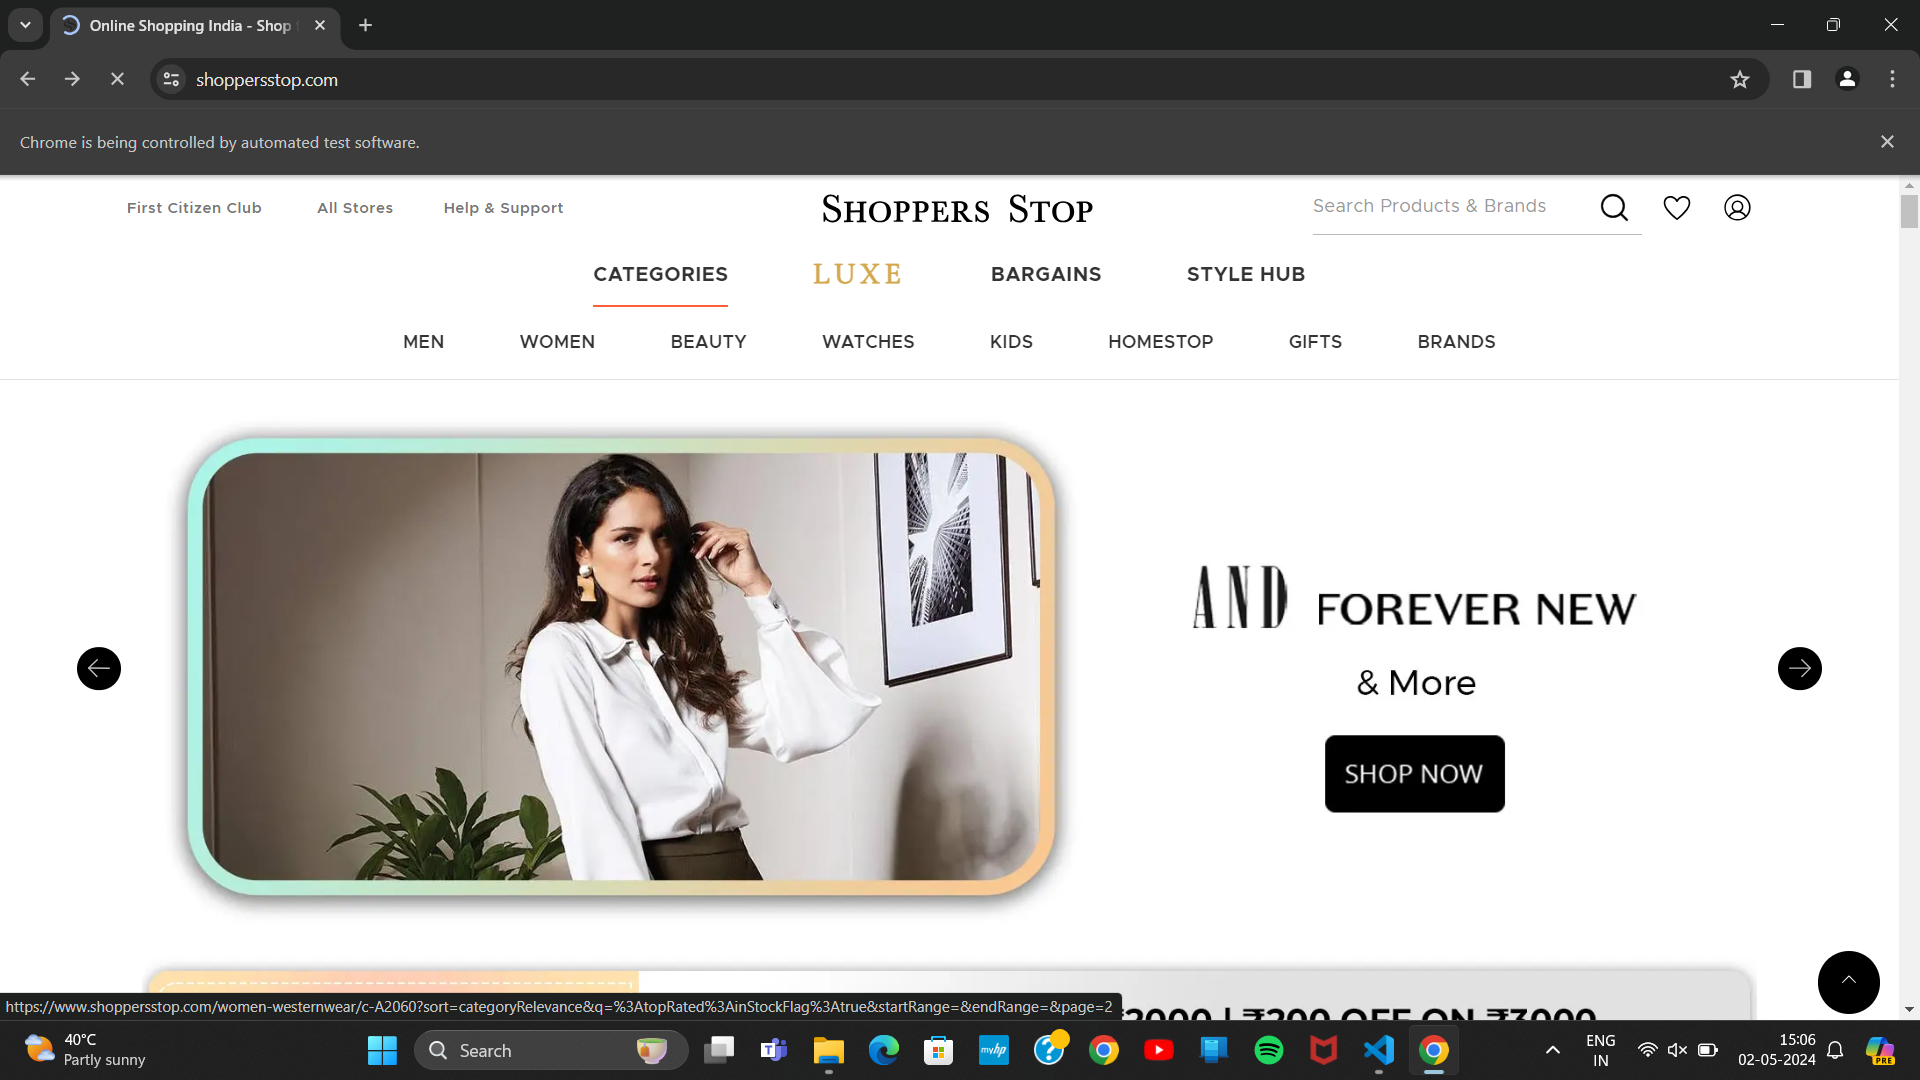 Online Shopping India - Shop
shoppersstop.com
Chrome is being controlled by automated test software.
First Citizen Club
All Stores
Help & Support
SHOPPERS STOP
Search Products & Brands
CATEGORIES
LUXE
BARGAINS
STYLE HUB
MEN
WOMEN
BEAUTY
WATCHES
KIDS
HOMESTOP
GIFTS
BRANDS
AND FOREVER NEW
& More
SHOP NOW
₹200 OFF ON ₹3000
https://www.shoppersstop.com/women-westernwear/c-A2060?sort=categoryRelevance&q=%3AtopRated%3AinStockFlag%3Atrue&startRange=&endRange=&page=2
40°C
Partly sunny
Search
myhp
ENG
IN
15:06
02-05-2024
PRE